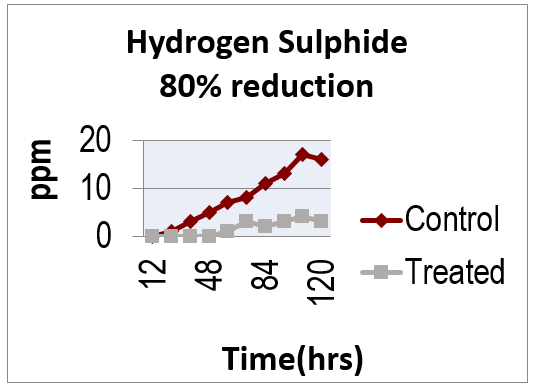 Hydrogen Sulphide
80% reduction
ppm
20
10
0
12
48
84
120
Control
Treated
Time(hrs)